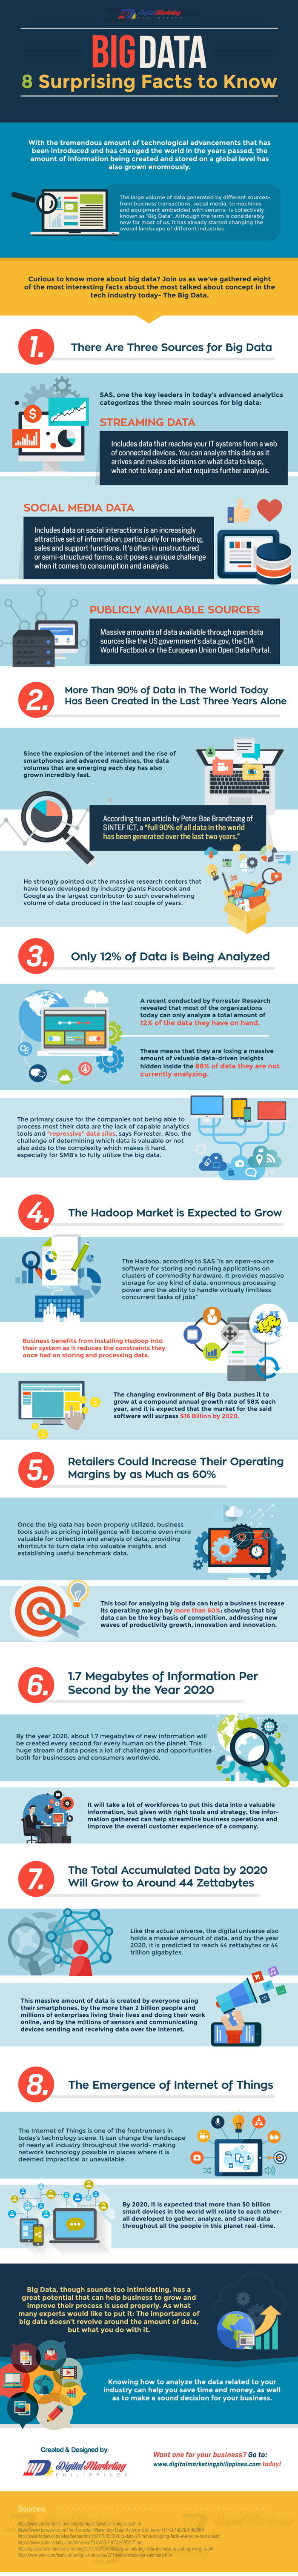 Digital Marketing
PHILIPPINES
BIG DATA
8 Surprising Facts to Know
With the tremendous amount of technological advancements that has
been introduced and has changed the world in the years passed, the
amount of information being created and stored on a global level has
also grown enormously.
The large volume of data generated by different sources-
from business transactions, social media, to machines
and equipment embedded with sensors- is collectively
known as "Big Data". Although the term is considerably
new for most of us, it has already started changing the
overall landscape of different industries
Curious to know more about big data? Join us as we've gathered eight
of the most interesting facts about the most talked about concept in the
tech industry today- The Big Data.
1.
There Are Three Sources for Big Data
SAS, one the key leaders in today's advanced analytics
categorizes the three main sources for big data:
STREAMING DATA
Includes data that reaches your IT systems from a web
of connected devices. You can analyze this data as it
arrives and makes decisions on what data to keep,
what not to keep and what requires further analysis.
SOCIAL MEDIA DATA
Includes data on social interactions is an increasingly
attractive set of information, particularly for marketing,
sales and support functions. It's often in unstructured
or semi-structured forms, so it poses a unique challenge
when it comes to consumption and analysis.
PUBLICLY AVAILABLE SOURCES
Massive amounts of data available through open data
sources like the US government's data.gov, the CIA
World Factbook or the European Union Open Data Portal.
2.
More Than 90% of Data in The World Today
Has Been Created in the Last Three Years Alone
Since the explosion of the internet and the rise of
smartphones and advanced machines, the data
volumes that are emerging each day has also
grown incredibly fast.
According to an article by Peter Bae Brandtzæg of
SINTEF ICT, a "full 90% of all data in the world
has been generated over the last two years."
He strongly pointed out the massive research centers that
have been developed by industry giants Facebook and
Google as the largest contributor to such overwhelming
volume of data produced in the last couple of years.
3.
Only 12% of Data is Being Analyzed
A recent conducted by Forrester Research
revealed that most of the organizations
today can only analyze a total amount of
12% of the data they have on hand.
These means that they are losing a massive
amount of valuable data-driven insights
hidden inside the 88% of data they are not
currently analyzing.
The primary cause for the companies not being able to
process most their data are the lack of capable analytics
tools and "repressive" data silos, says Forrester. Also, the
challenge of determining which data is valuable or not
also adds to the complexity which makes it hard,
especially for SMB's to fully utilize the big data.
4.
The Hadoop Market is Expected to Grow
The Hadoop, according to SAS "is an open-source
software for storing and running applications on
clusters of commodity hardware. It provides massive
storage for any kind of data, enormous processing
power and the ability to handle virtually limitless
concurrent tasks of jobs"
Business benefits from installing Hadoop into
their system as it reduces the constraints they
once had on storing and processing data.
The changing environment of Big Data pushes it to
grow at a compound annual growth rate of 58% each
year, and it is expected that the market for the said
software will surpass $16 Billion by 2020.
5.
Retailers Could Increase Their Operating
Margins by as Much as 60%
Once the big data has been properly utilized, business
tools such as pricing intelligence will become even more
valuable for collection and analysis of data, providing
shortcuts to turn data into valuable insights, and
establishing useful benchmark data.
This tool for analyzing big data can help a business increase
its operating margin by more than 60%; showing that big
data can be the key basis of competition, addressing new
waves of productivity growth, innovation and innovation.
6.
1.7 Megabytes of Information Per
Second by the Year 2020
By the year 2020, about 1.7 megabytes of new information will
be created every second for every human on the planet. This
huge stream of data poses a lot of challenges and opportunities
both for businesses and consumers worldwide.
It will take a lot of workforces to put this data into a valuable
information, but given with right tools and strategy, the infor-
mation gathered can help streamline business operations and
improve the overall customer experience of a company.
7.
The Total Accumulated Data by 2020
Will Grow to Around 44 Zettabytes
Like the actual universe, the digital universe also
holds a massive amount of data, and by the year
2020, it is predicted to reach 44 zettabytes or 44
trillion gigabytes.
This massive amount of data is created by everyone using
their smartphones, by the more than 2 billion people and
millions of enterprises living their lives and doing their work
online, and by the millions of sensors and communicating
devices sending and receiving data over the Internet.
8.
The Emergence of Internet of Things
The Internet of Things is one of the frontrunners in
today's technology scene. It can change the landscape
of nearly all industry throughout the world- making
network technology possible in places where it is
deemed impractical or unavailable.
By 2020, it is expected that more than 50 billion
smart devices in the world will relate to each other-
all developed to gather, analyze, and share data
throughout all the people in this planet real-time.
Big Data, though sounds too intimidating, has a
great potential that can help business to grow and
improve their process is used properly. As what
many experts would like to put it: The importance of
big data doesn't revolve around the amount of data,
but what you do with it.
Knowing how to analyze the data related to your
industry can help you save time and money, as well
as to make a sound decision for your business.
Created & Designed by:
Digital Marketing
PHILIPPINES
Want one for your business? Go to:
www.digitalmarketingphilippines.com today!
Sources: